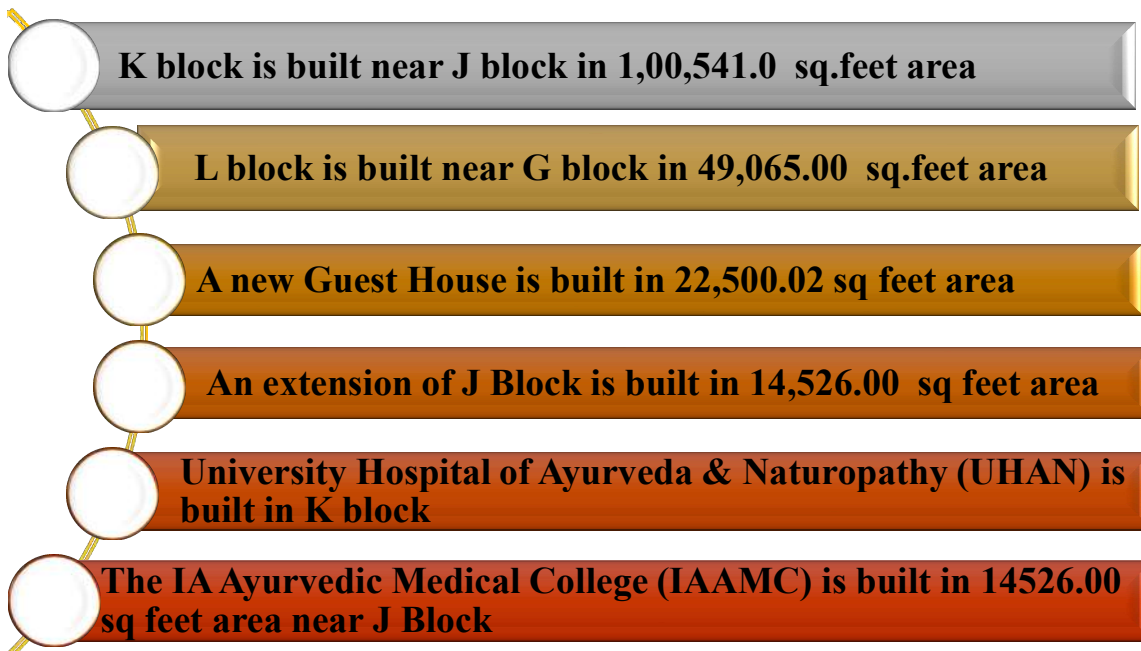 K block is built near J block in 1,00,541.0 sq.feet area
L block is built near G block in 49,065.00 sq.feet area
A new Guest House is built in 22,500.02 sq feet area
An extension of J Block is built in 14,526.00 sq feet area
University Hospital of Ayurveda & Naturopathy (UHAN) is
built in K block
The IA Ayurvedic Medical College (IAAMC) is built in 14526.00
sq feet area near J Block